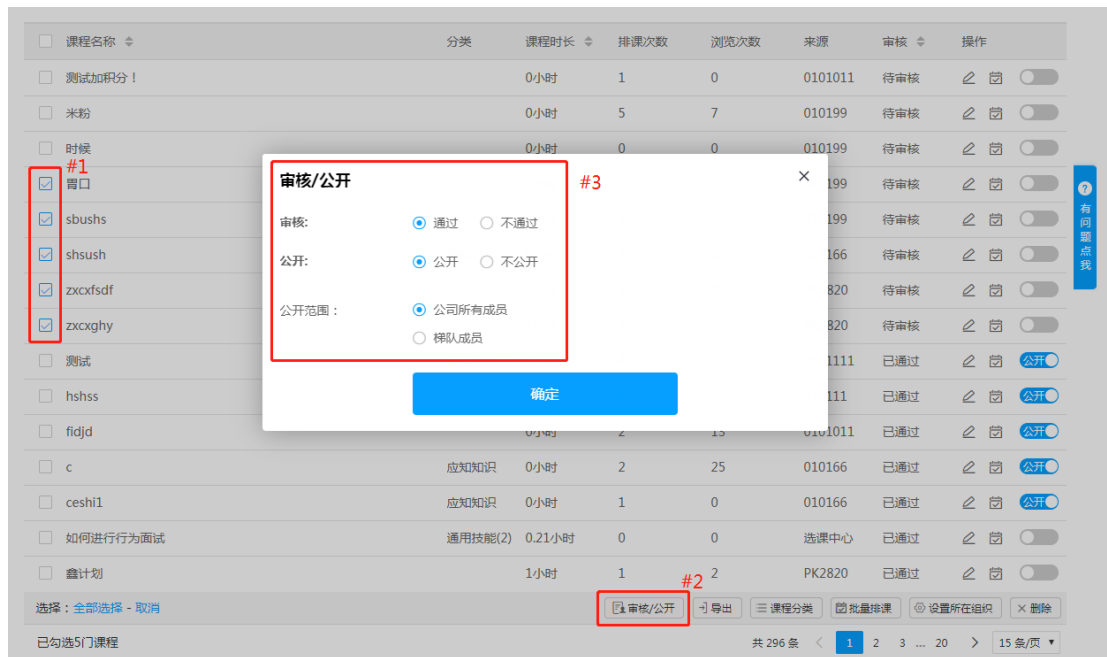 课程名称 分类 课程时长 排课次数 浏览次数 来源 审核 操作
测试加积分！ 0小时 1 0 0101011 待审核
米粉 0小时 5 7 010199 待审核
时候 0小时 0 0 010199 待审核
#1
胃口 199 待审核
sbushs 199 待审核
shsush 166 待审核
zxcxfsdf 820 待审核
zxcxghy 820 待审核
测试 1111 已通过 公开
hshss 111 已通过 公开
fidjd 0小时 2 13 0101011 已通过 公开
c 应知知识 0小时 2 25 010166 已通过 公开
ceshi1 应知知识 0小时 1 0 010166 已通过 公开
如何进行行为面试 通用技能(2) 0.21小时 0 0 选课中心 已通过
鑫计划 1小时 1 2 PK2820 已通过
#2
选择：全部选择 - 取消 审核/公开 导出 课程分类 批量排课 设置所在组织 删除
已勾选5门课程 共 296 条 1 2 3 ... 20 15 条/页
审核/公开
#3
审核: 通过 不通过
公开: 公开 不公开
公开范围： 公司所有成员
梯队成员
确定
有问题点我